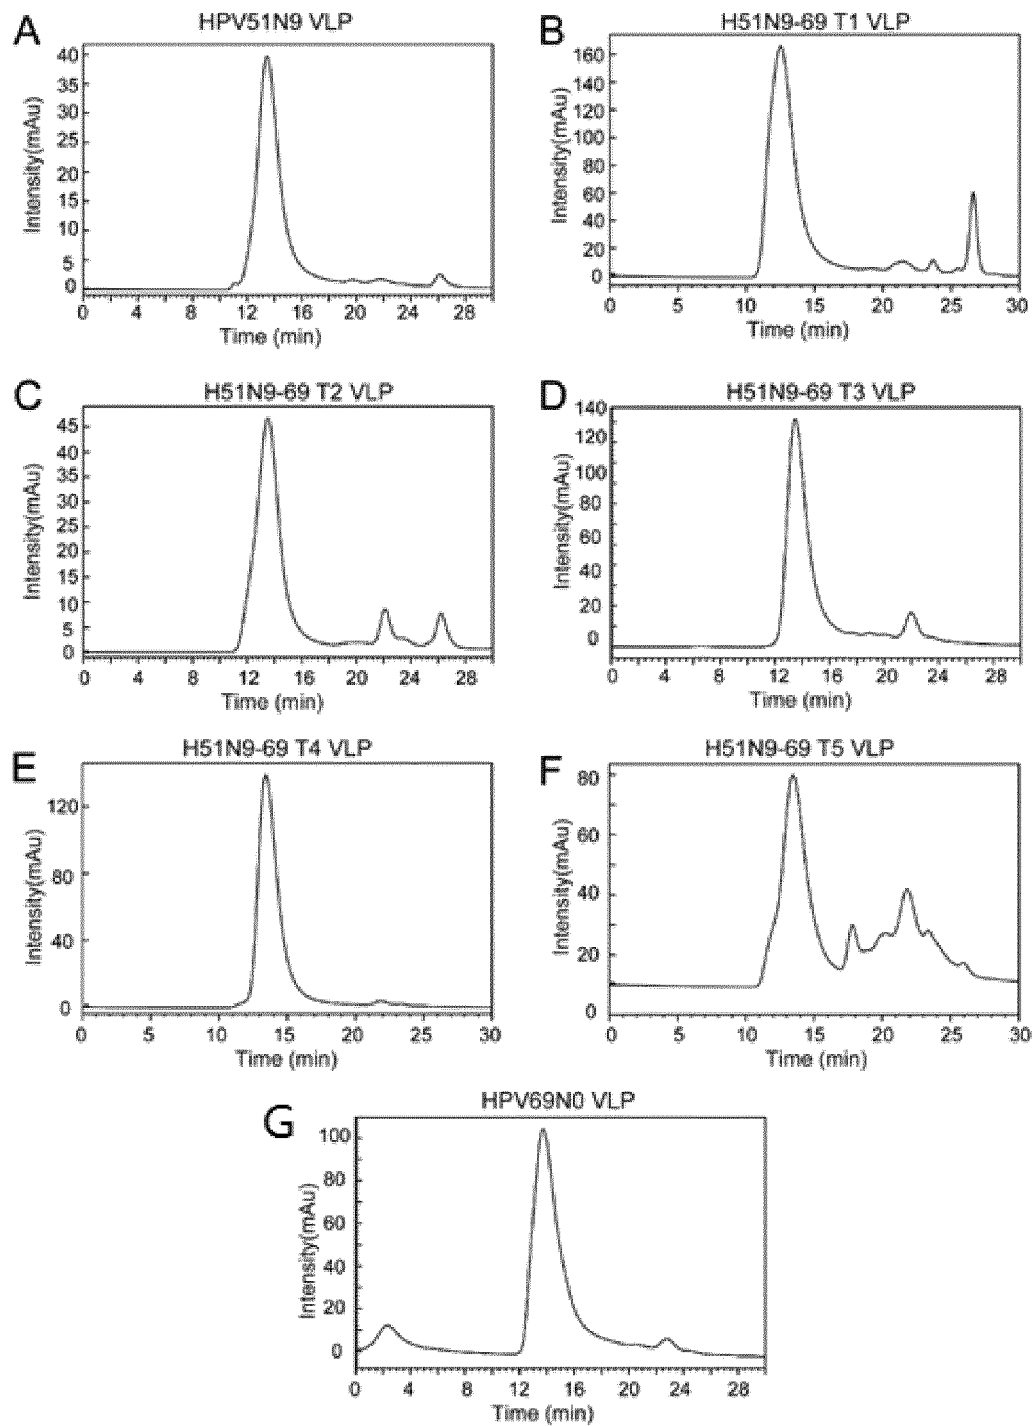 A
HPV51N9 VLP
Intensity(mAu)
40
35
30
25
20
15
10
5
0
0 4 8 12 16 20 24 28
Time (min)
B
H51N9-69 T1 VLP
Intensity(mAu)
160
140
120
100
80
60
40
20
0
0 5 10 15 20 25 30
Time (min)
C
H51N9-69 T2 VLP
Intensity(mAu)
45
40
35
30
25
20
15
10
5
0
0 4 8 12 16 20 24 28
Time (min)
D
H51N9-69 T3 VLP
Intensity(mAu)
140
120
100
80
60
40
20
0
0 4 8 12 16 20 24 28
Time (min)
E
H51N9-69 T4 VLP
Intensity(mAu)
120
80
40
0
0 5 10 15 20 25 30
Time (min)
F
H51N9-69 T5 VLP
Intensity(mAu)
80
60
40
20
0
0 5 10 15 20 25 30
Time (min)
G
HPV69N0 VLP
Intensity(mAu)
100
80
60
40
20
0
0 4 8 12 16 20 24 28
Time (min)